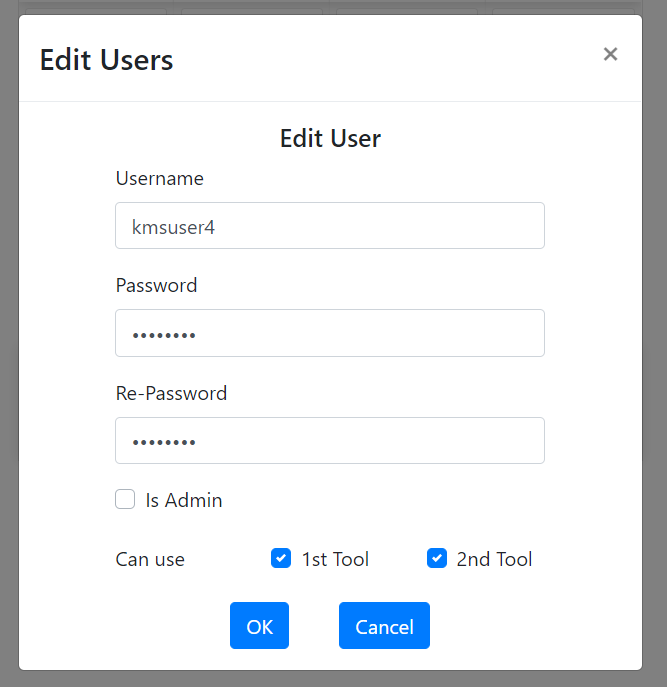 Edit Users
×
Edit User
Username
kmsuser4
Password
••••••••
Re-Password
••••••••
Is Admin
Can use 1st Tool 2nd Tool
OK Cancel